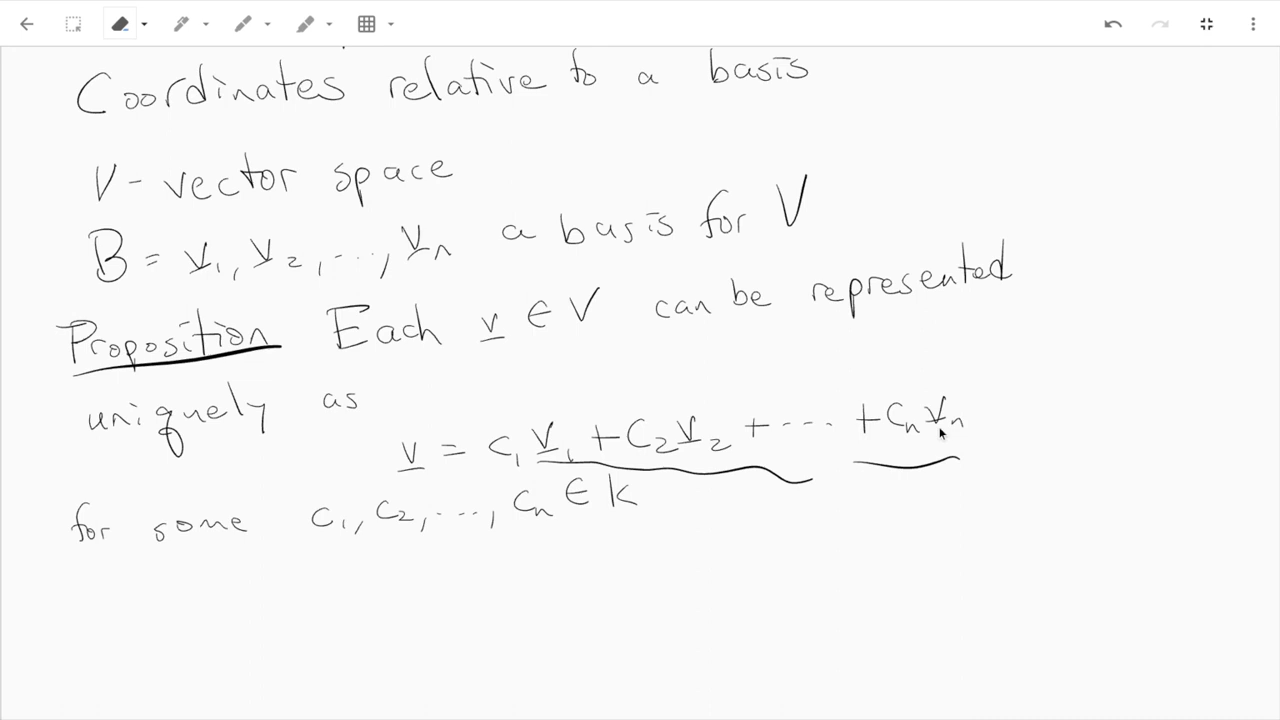 Coordinates relative to a basis
V - vector space
B = v₁, v₂, ..., vₙ a basis for V
Proposition Each v ∈ V can be represented
uniquely as
v = c₁v₁ + c₂v₂ + ... + cₙvₙ
for some c₁, c₂, ..., cₙ ∈ k